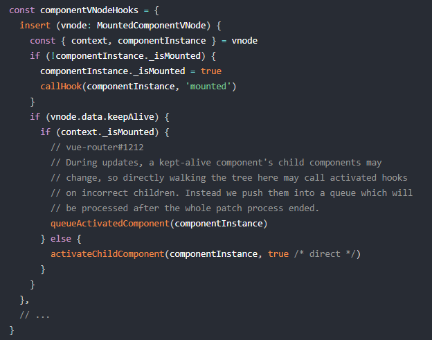 const componentVNodeHooks = {
  insert (vnode: MountedComponentVNode) {
    const { context, componentInstance } = vnode
    if (!componentInstance._isMounted) {
      componentInstance._isMounted = true
      callHook(componentInstance, 'mounted')
    }
    if (vnode.data.keepAlive) {
      if (context._isMounted) {
        // vue-router#1212
        // During updates, a kept-alive component's child components may
        // change, so directly walking the tree here may call activated hooks
        // on incorrect children. Instead we push them into a queue which will
        // be processed after the whole patch process ended.
        queueActivatedComponent(componentInstance)
      } else {
        activateChildComponent(componentInstance, true /* direct */)
      }
    }
  },
  // ...
}